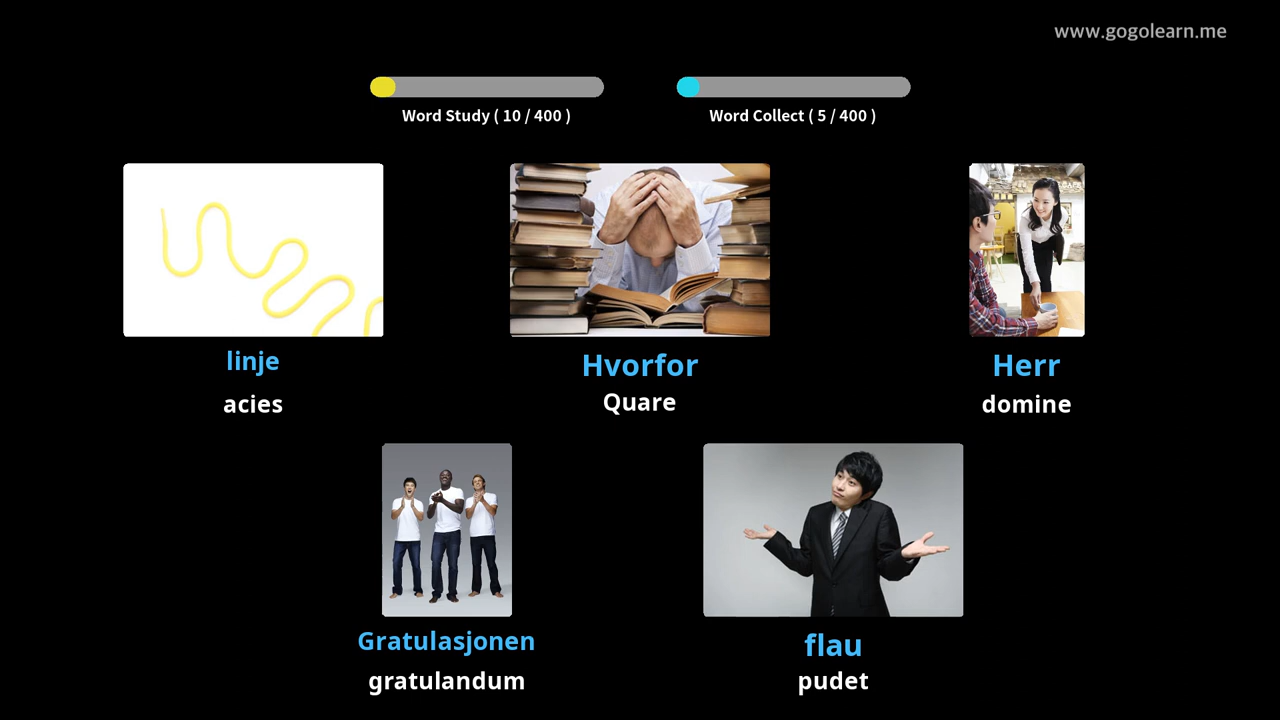 www.gogolearn.me
Word Study ( 10 / 400 )
Word Collect ( 5 / 400 )
linje
acies
Hvorfor
Quare
Herr
domine
Gratulasjonen
gratulandum
flau
pudet